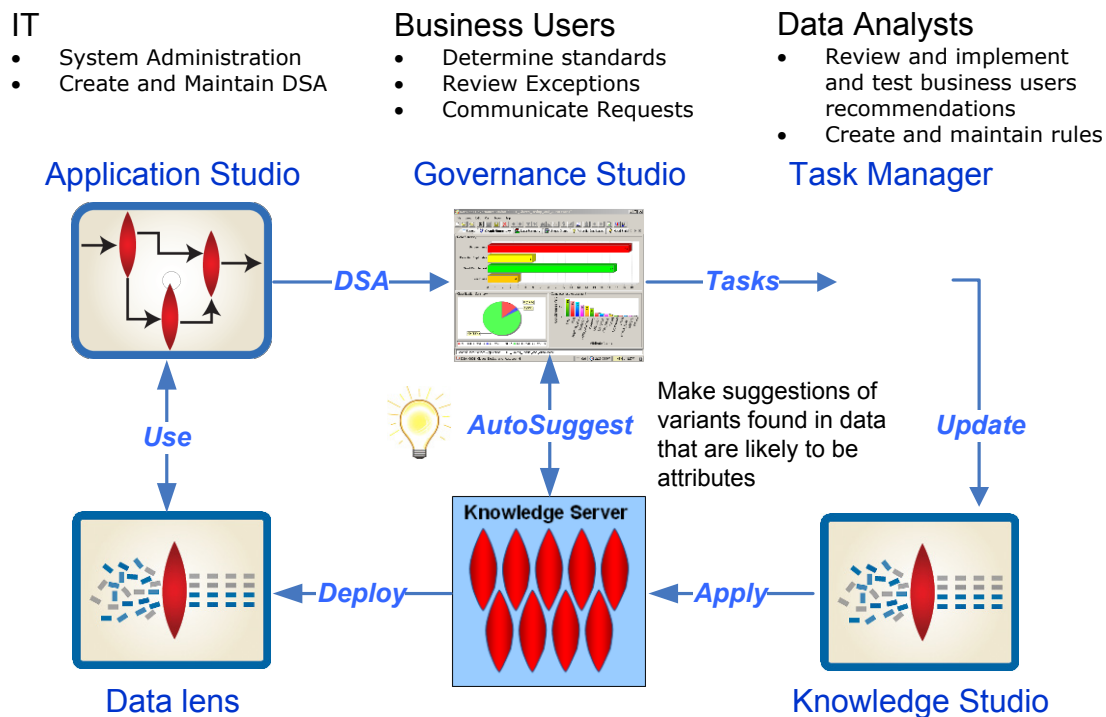 IT
• System Administration
• Create and Maintain DSA
Business Users
• Determine standards
• Review Exceptions
• Communicate Requests
Data Analysts
• Review and implement
and test business users
recommendations
• Create and maintain rules
Application Studio
Governance Studio
Task Manager
DSA
Tasks
Use
AutoSuggest
Make suggestions of
variants found in data
that are likely to be
attributes
Update
Knowledge Server
Deploy
Apply
Data lens
Knowledge Studio